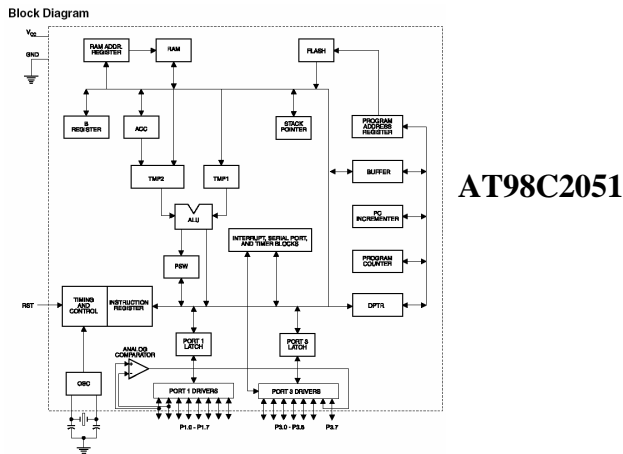 Block Diagram
VCC
GND
RAM ADDR.
REGISTER
RAM
FLASH
B
REGISTER
ACC
STACK
POINTER
PROGRAM
ADDRESS
REGISTER
TMP2
TMP1
BUFFER
AT98C2051
ALU
PC
INCREMENTER
INTERRUPT, SERIAL PORT,
AND TIMER BLOCKS
PSW
PROGRAM
COUNTER
RST
TIMING
AND
CONTROL
INSTRUCTION
REGISTER
DPTR
PORT 1
LATCH
PORT 3
LATCH
ANALOG
COMPARATOR
+
-
OSC
PORT 1 DRIVERS
PORT 3 DRIVERS
P1.0 - P1.7
P3.0 - P3.5
P3.7